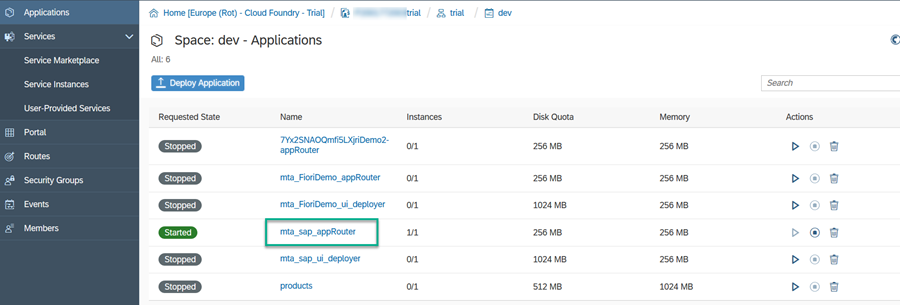 Applications
Services
Service Marketplace
Service Instances
User-Provided Services
Portal
Routes
Security Groups
Events
Members
Home [Europe (Rot) - Cloud Foundry - Trial] / trial / trial / dev
Space: dev - Applications
All: 6
Deploy Application
Search
Requested State Name Instances Disk Quota Memory Actions
Stopped 7Yx2SNAOQmfi5LXjriDemo2-
appRouter 0/1 256 MB 256 MB
Stopped mta_FioriDemo_appRouter 0/1 256 MB 256 MB
Stopped mta_FioriDemo_ui_deployer 0/1 1024 MB 256 MB
Started mta_sap_appRouter 1/1 256 MB 256 MB
Stopped mta_sap_ui_deployer 0/1 1024 MB 256 MB
Stopped products 0/1 512 MB 1024 MB